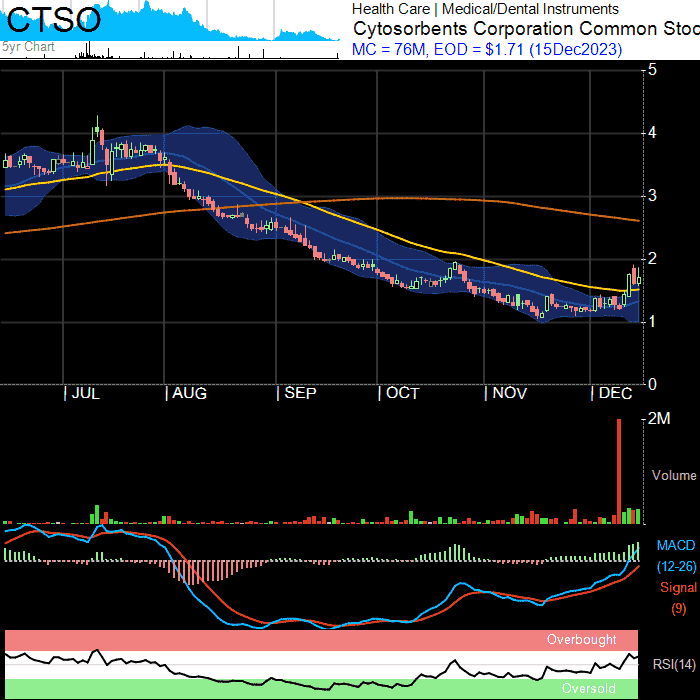 CTSO
5yr Chart
Health Care | Medical/Dental Instruments
Cytosorbents Corporation Common Stoc
MC = 76M, EOD = $1.71 (15Dec2023)
5
4
3
2
1
0
JUL AUG SEP OCT NOV DEC
2M
Volume
MACD
(12-26)
Signal
(9)
Overbought
RSI(14)
Oversold